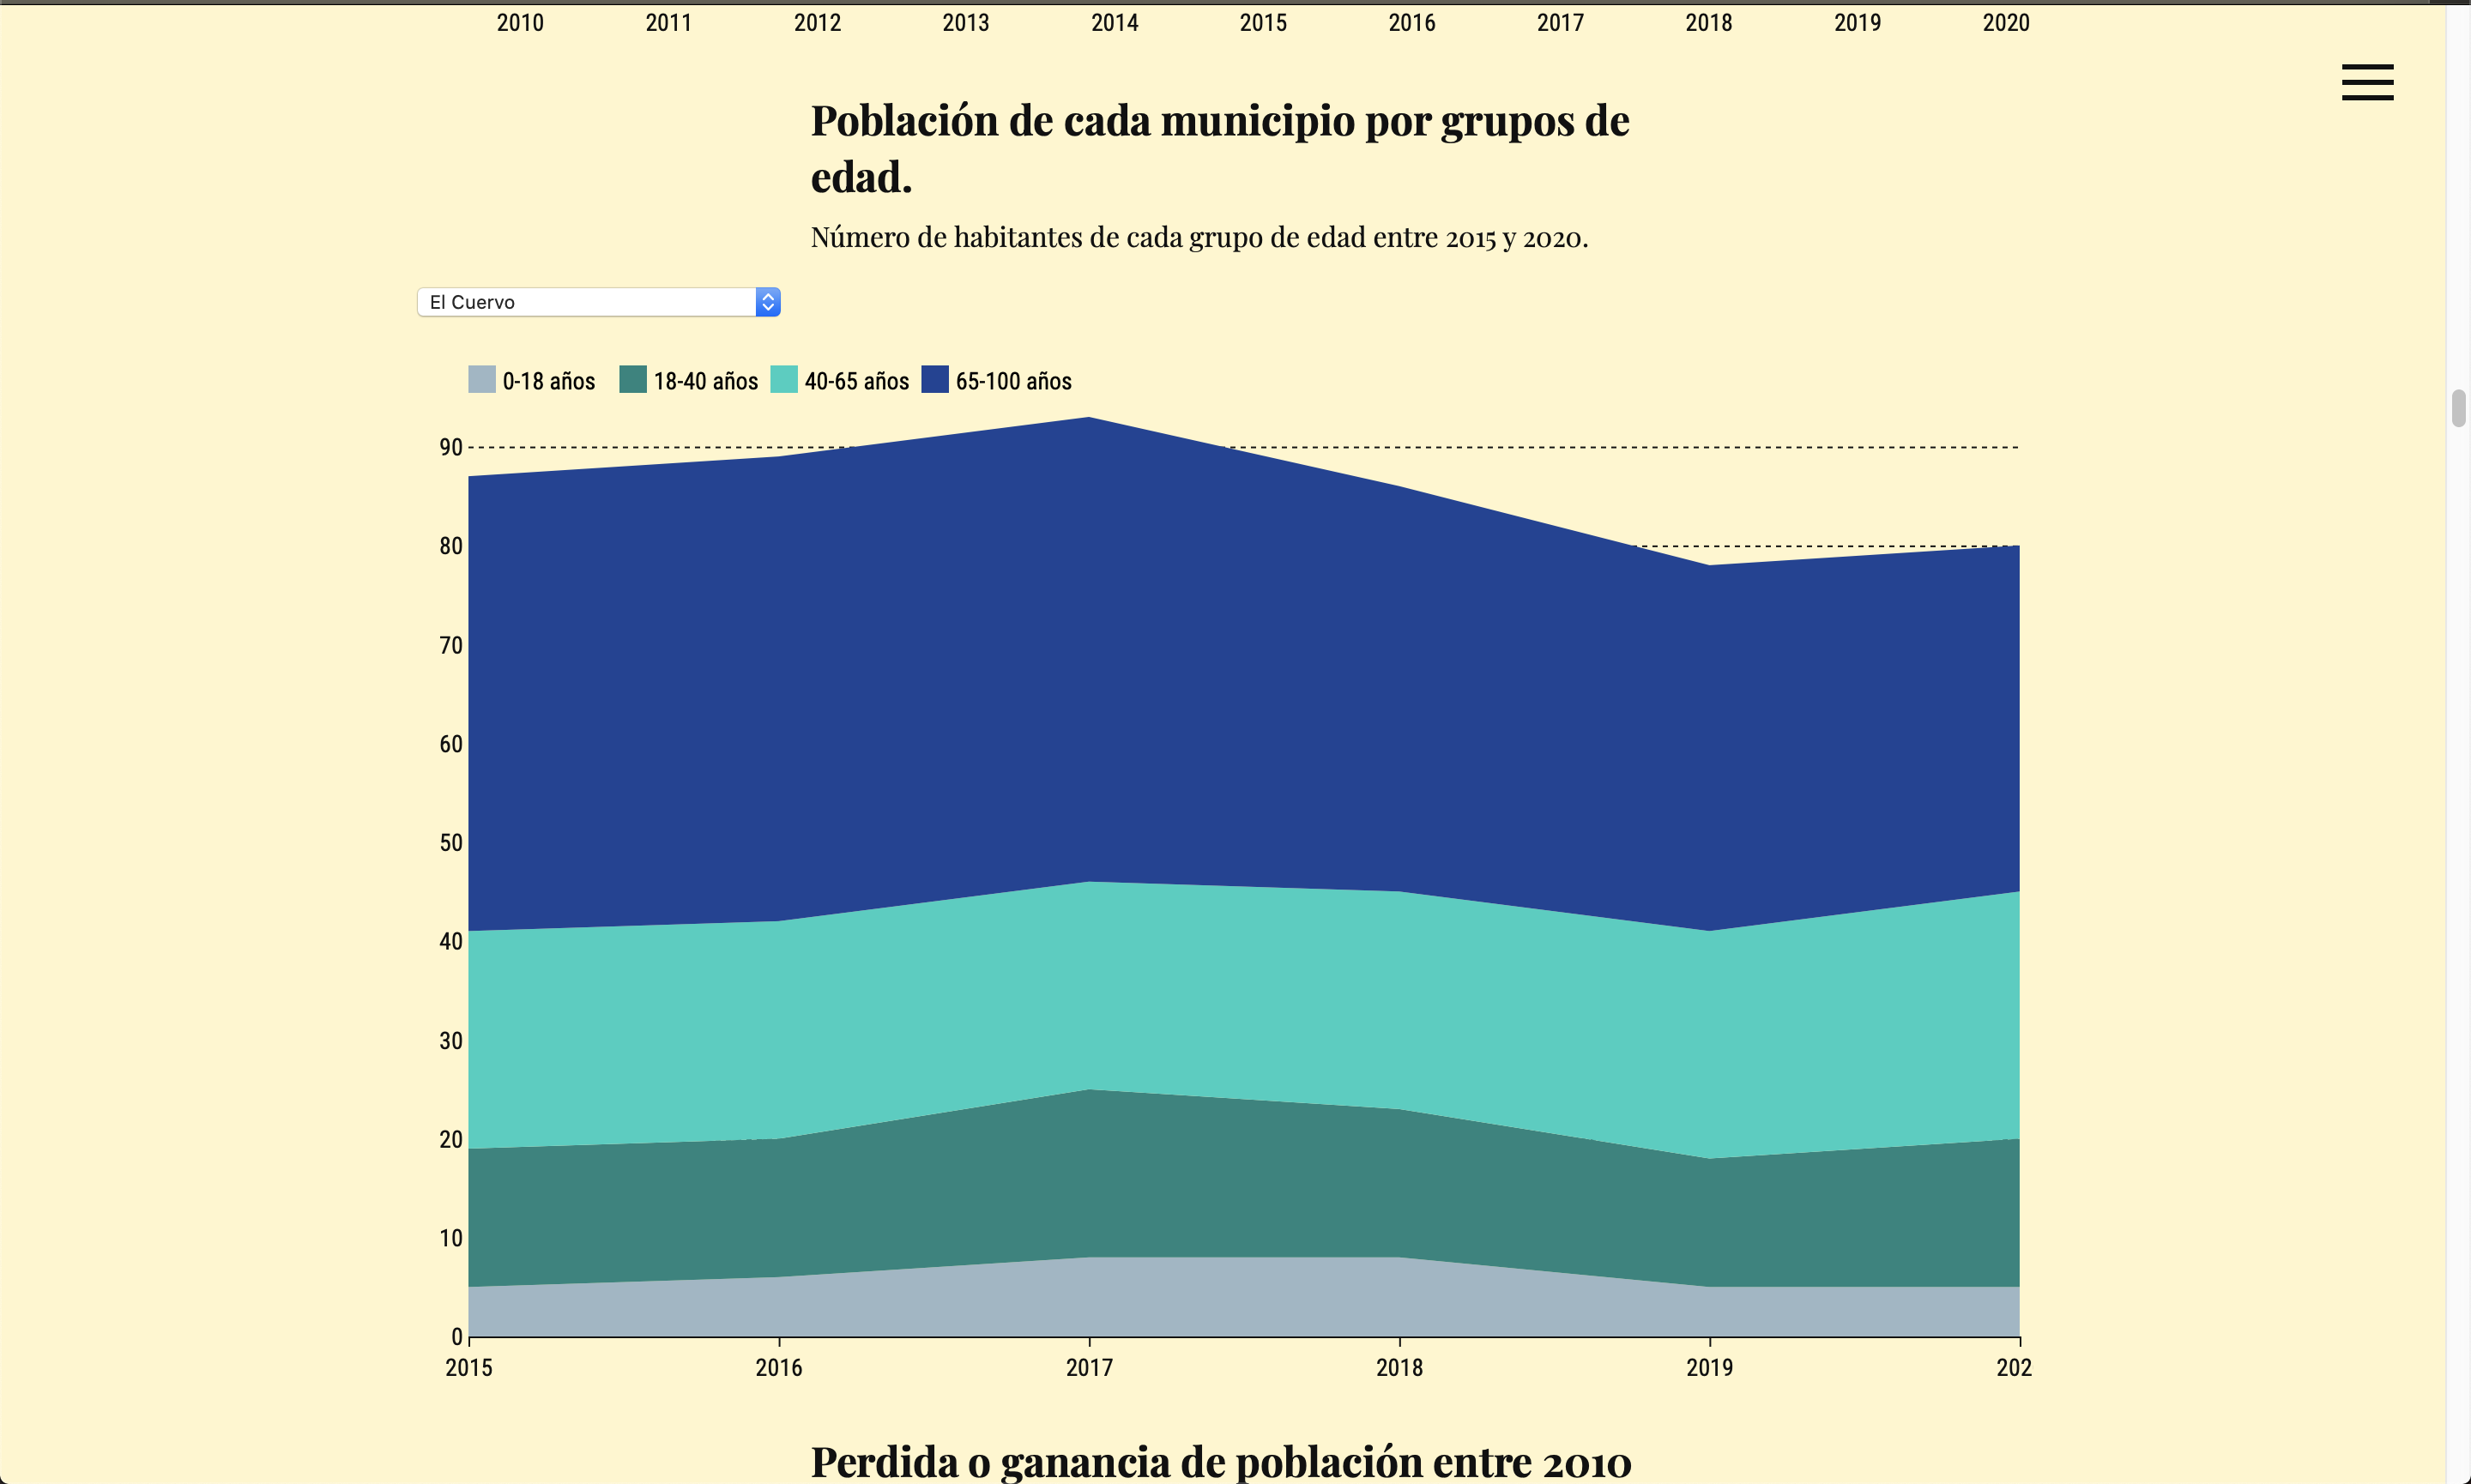 2010 2011 2012 2013 2014 2015 2016 2017 2018 2019 2020
Población de cada municipio por grupos de
edad.
Número de habitantes de cada grupo de edad entre 2015 y 2020.
El Cuervo
0-18 años 18-40 años 40-65 años 65-100 años
90
80
70
60
50
40
30
20
10
0
2015 2016 2017 2018 2019 202
Perdida o ganancia de población entre 2010